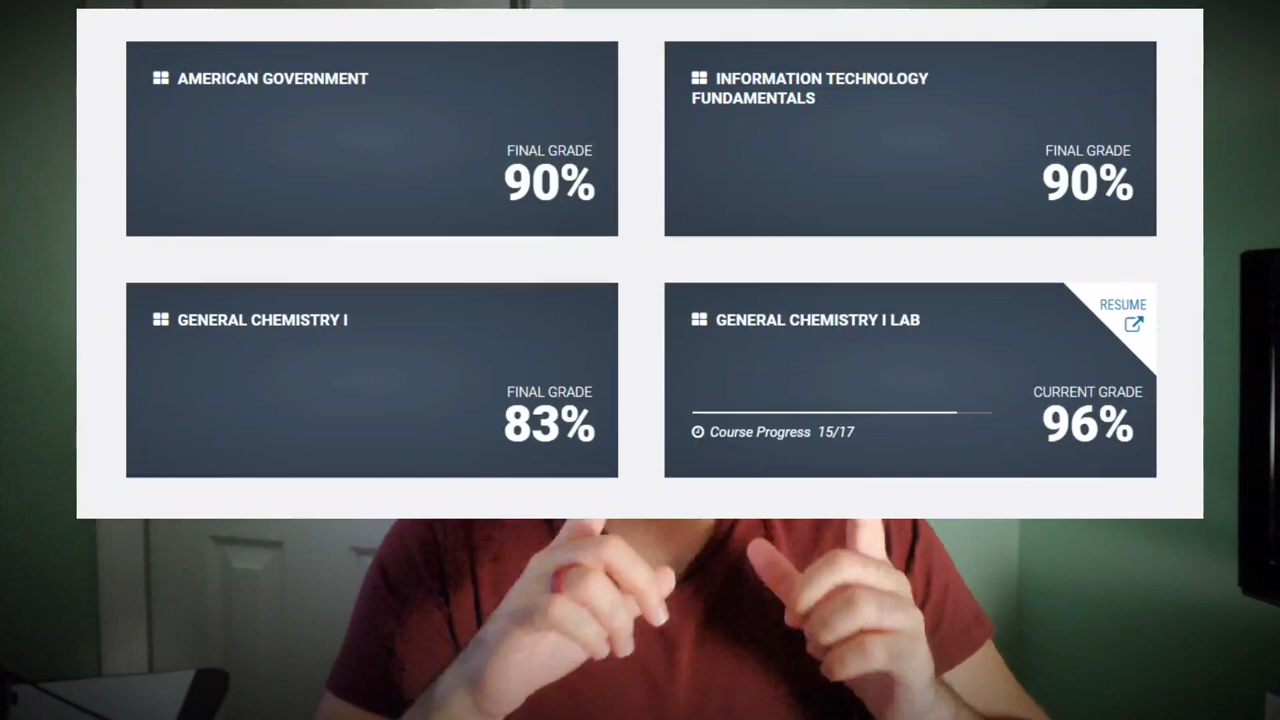 AMERICAN GOVERNMENT
FINAL GRADE
90%
INFORMATION TECHNOLOGY
FUNDAMENTALS
FINAL GRADE
90%
GENERAL CHEMISTRY I
FINAL GRADE
83%
GENERAL CHEMISTRY I LAB
RESUME
CURRENT GRADE
96%
Course Progress 15/17